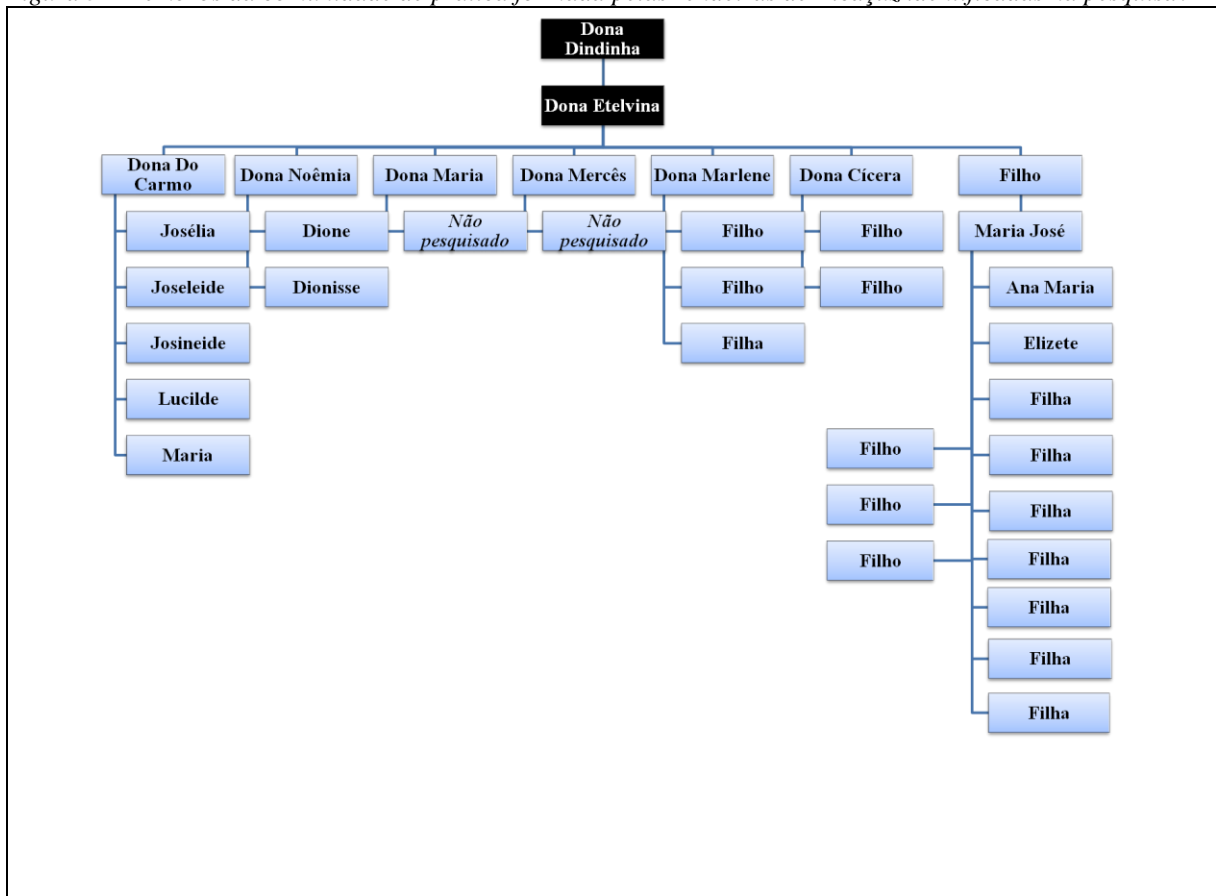 Dona
Dindinha
Dona Etelvina
Dona Do
Carmo
Dona Noêmia
Dona Maria
Dona Mercês
Dona Marlene
Dona Cícera
Filho
Josélia
Dione
Não
pesquisado
Não
pesquisado
Filho
Filho
Maria José
Joseleide
Dionisse
Filho
Filho
Ana Maria
Josineide
Filha
Elizete
Lucilde
Filha
Maria
Filho
Filha
Filho
Filha
Filho
Filha
Filha
Filha
Filha